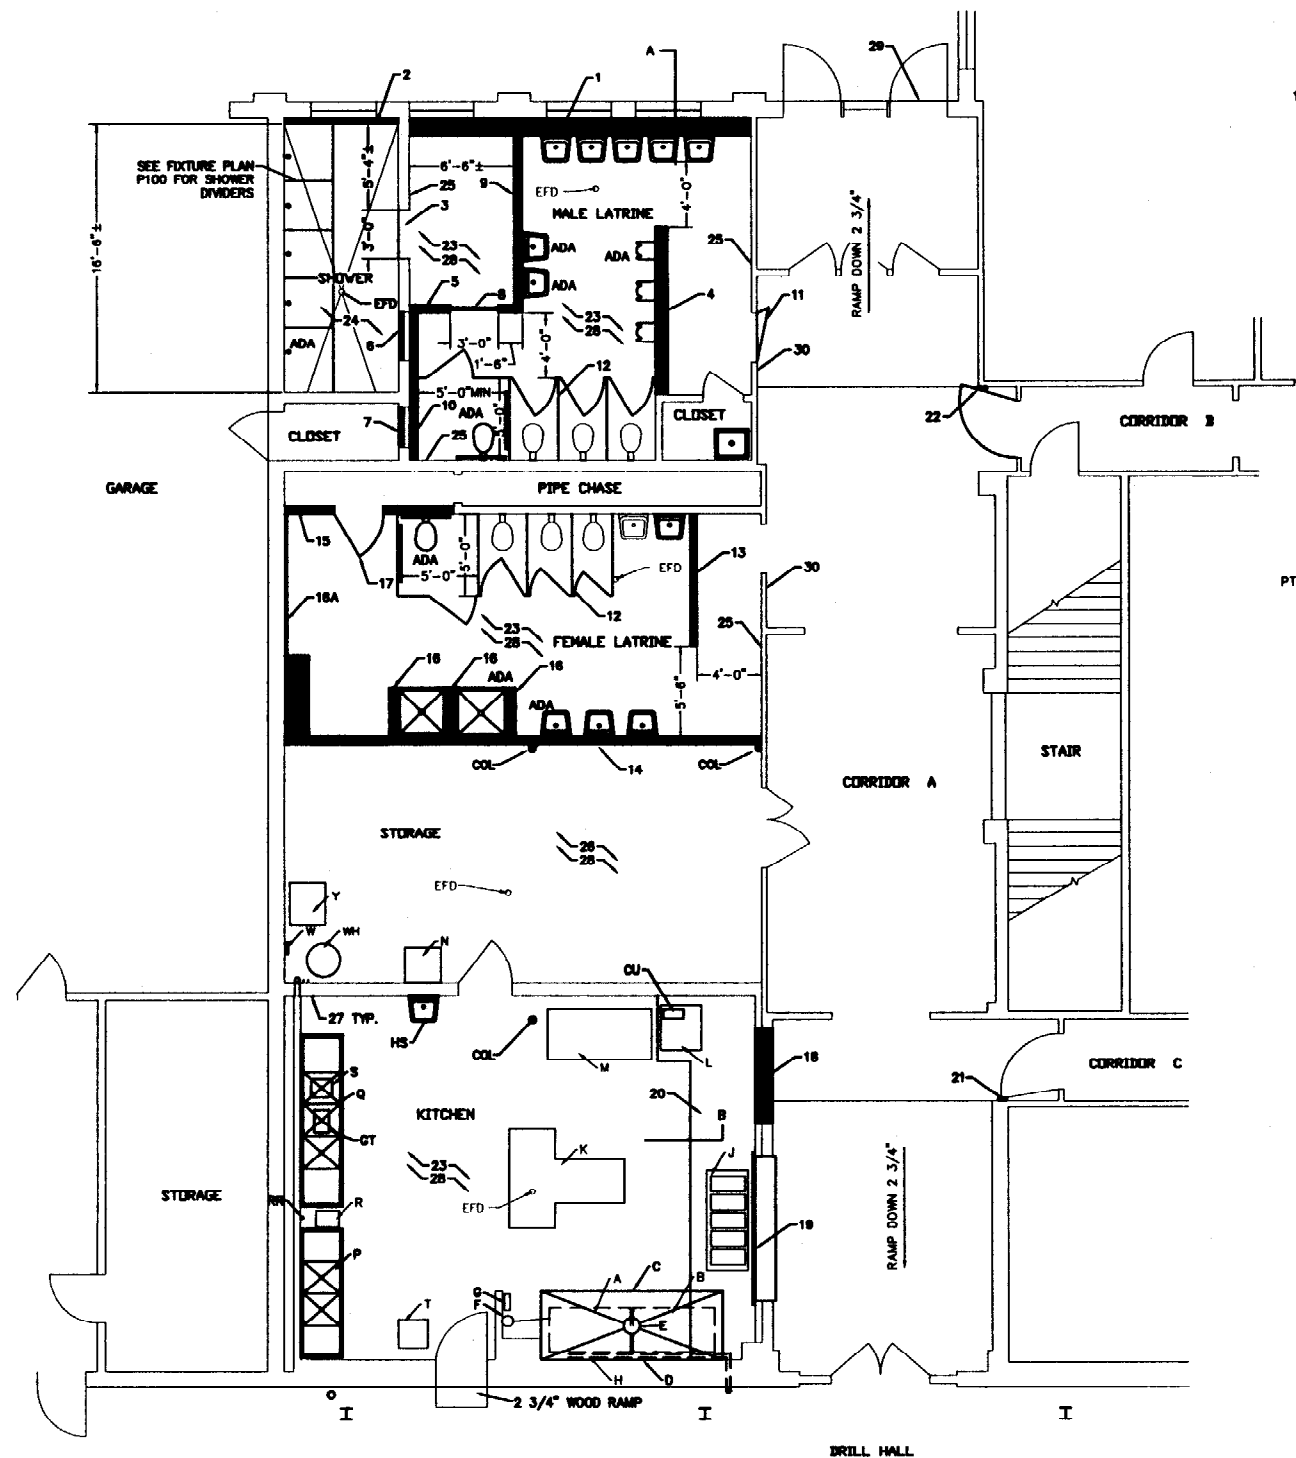 A
29
2
1
SEE FIXTURE PLAN
P100 FOR SHOWER
DIVIDERS
5'-4"±
6'-6"±
25
9
EFD
MALE LATRINE
4'-0"
3
16'-6"±
3'-0"
23
28
ADA
ADA
25
RAMP DOWN 2 3/4"
SHOWER
EFD
5
8
ADA
4
11
24
6
23
28
ADA
3'-0"
1'-6"
4'-0"
12
30
5'-0"MIN
10
ADA
5'-0"
CLOSET
22
CORRIDOR B
7
25
CLOSET
GARAGE
PIPE CHASE
15
17
ADA
5'-0"
5'-0"
EFD
13
30
PT
16A
12
23
28
FEMALE LATRINE
25
16
16
16
ADA
ADA
5'-6"
4'-0"
COL
14
COL
STAIR
CORRIDOR A
STORAGE
26
28
EFD
Y
W
WH
N
CU
27 TYP.
HS
COL
M
L
18
CORRIDOR C
S
Q
GT
KITCHEN
20
B
21
J
K
23
28
STORAGE
RR
R
EFD
19
RAMP DOWN 2 3/4"
P
G
F
T
A
C
B
E
H
D
2 3/4" WOOD RAMP
DRILL HALL